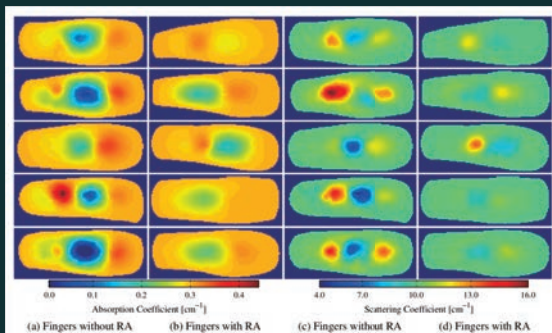 0.0 0.1 0.2 0.3 0.4
Absorption Coefficient [cm⁻¹]
4.0 7.0 10.0 13.0 16.0
Scattering Coefficient [cm⁻¹]
(a) Fingers without RA (b) Fingers with RA (c) Fingers without RA (d) Fingers with RA